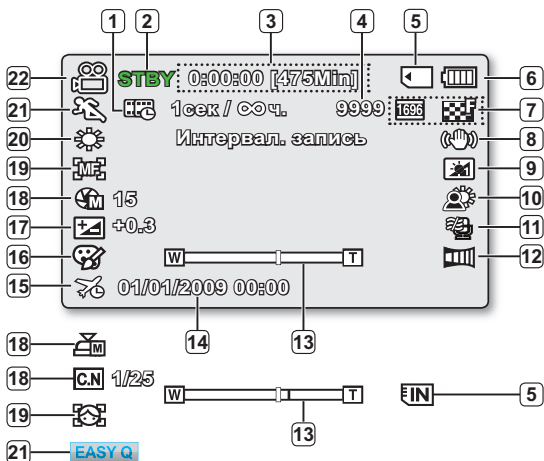 1 2 3 4 5
22 STBY 0:00:00 [475Min] 6
21 1сек / ∞ ч. 9999 1696 F 7
20 Интервал. запись 8
19 MF 9
18 M 15 10
17 +0.3 11
16 W T 12
15 01/01/2009 00:00
14 13
18 M
18 C.N 1/25 W T IN 5
19 13
21 EASY Q